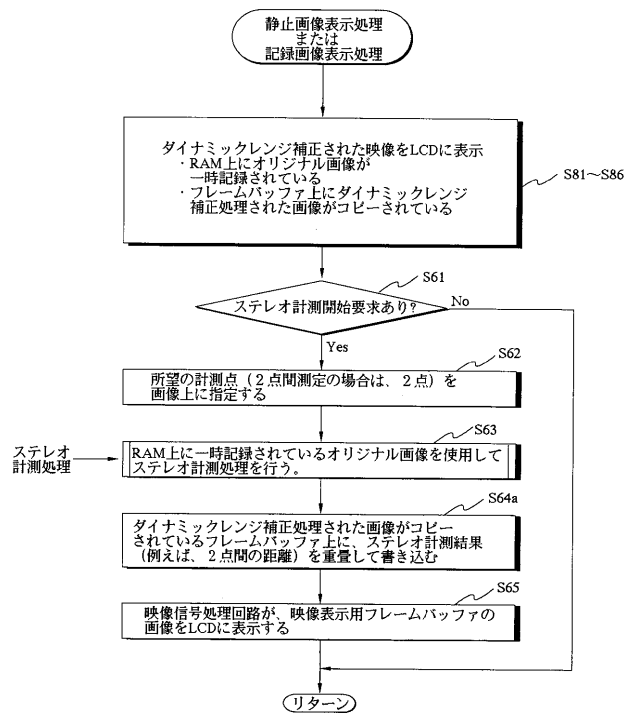 静止画像表示処理
または
記録画像表示処理
ダイナミックレンジ補正された映像をLCDに表示
・RAM上にオリジナル画像が
一時記録されている
・フレームバッファ上にダイナミックレンジ
補正処理された画像がコピーされている
S81～S86
S61
ステレオ計測開始要求あり?
No
Yes
S62
所望の計測点（２点間測定の場合は、２点）を
画像上に指定する
S63
ステレオ
計測処理
RAM上に一時記録されているオリジナル画像を使用して
ステレオ計測処理を行う。
S64a
ダイナミックレンジ補正処理された画像がコピー
されているフレームバッファ上に、ステレオ計測結果
（例えば、２点間の距離）を重畳して書き込む
S65
映像信号処理回路が、映像表示用フレームバッファの
画像をLCDに表示する
リターン